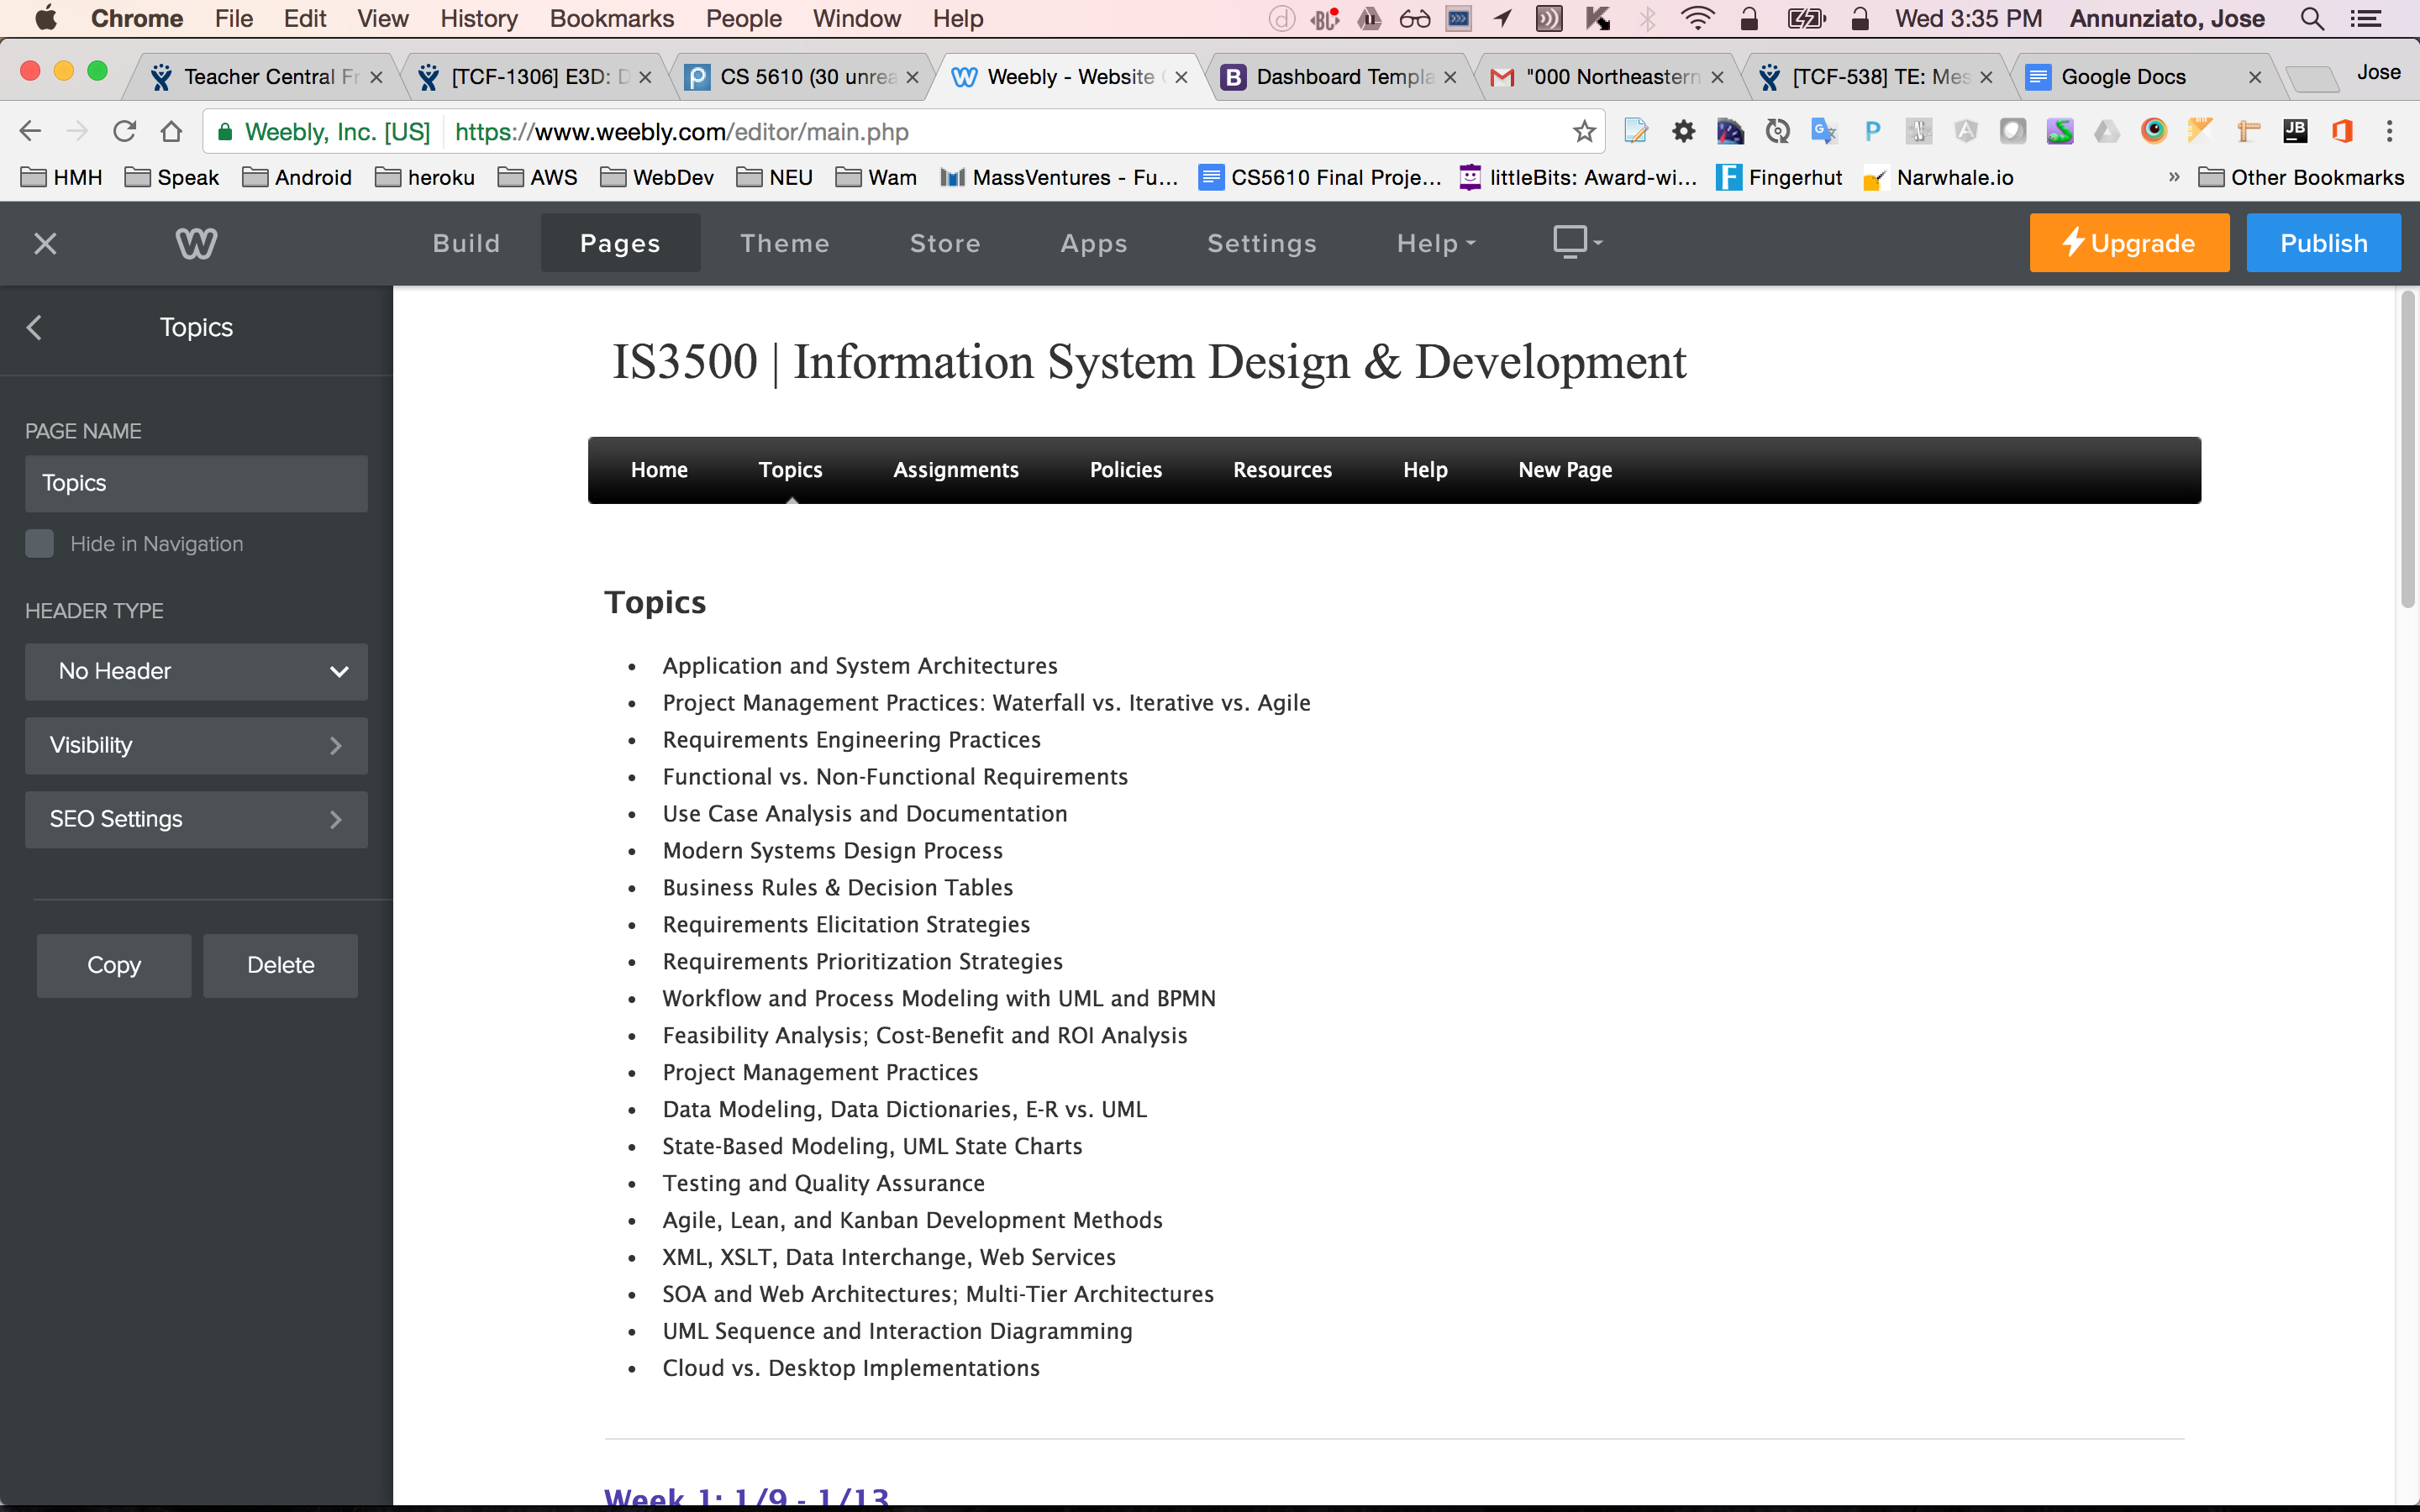 Chrome File Edit View History Bookmarks People Window Help Wed 3:35 PM Annunziato, Jose
Teacher Central Fr [TCF-1306] E3D: D CS 5610 (30 unrea Weebly - Website "000 Northeastern [TCF-538] TE: Mes Google Docs Jose
Dashboard Templa
Weebly, Inc. [US] https://www.weebly.com/editor/main.php
HMH Speak Android heroku AWS WebDev NEU Wam MassVentures - Fu... CS5610 Final Proje... littleBits: Award-wi... Fingerhut Narwhale.io » Other Bookmarks
Build Pages Theme Store Apps Settings Help Upgrade Publish
Topics
PAGE NAME
Topics
Hide in Navigation
HEADER TYPE
No Header
Visibility
SEO Settings
Copy Delete
IS3500 | Information System Design & Development
Home Topics Assignments Policies Resources Help New Page
Topics
• Application and System Architectures
• Project Management Practices: Waterfall vs. Iterative vs. Agile
• Requirements Engineering Practices
• Functional vs. Non-Functional Requirements
• Use Case Analysis and Documentation
• Modern Systems Design Process
• Business Rules & Decision Tables
• Requirements Elicitation Strategies
• Requirements Prioritization Strategies
• Workflow and Process Modeling with UML and BPMN
• Feasibility Analysis; Cost-Benefit and ROI Analysis
• Project Management Practices
• Data Modeling, Data Dictionaries, E-R vs. UML
• State-Based Modeling, UML State Charts
• Testing and Quality Assurance
• Agile, Lean, and Kanban Development Methods
• XML, XSLT, Data Interchange, Web Services
• SOA and Web Architectures; Multi-Tier Architectures
• UML Sequence and Interaction Diagramming
• Cloud vs. Desktop Implementations
Week 1: 1/9 - 1/13